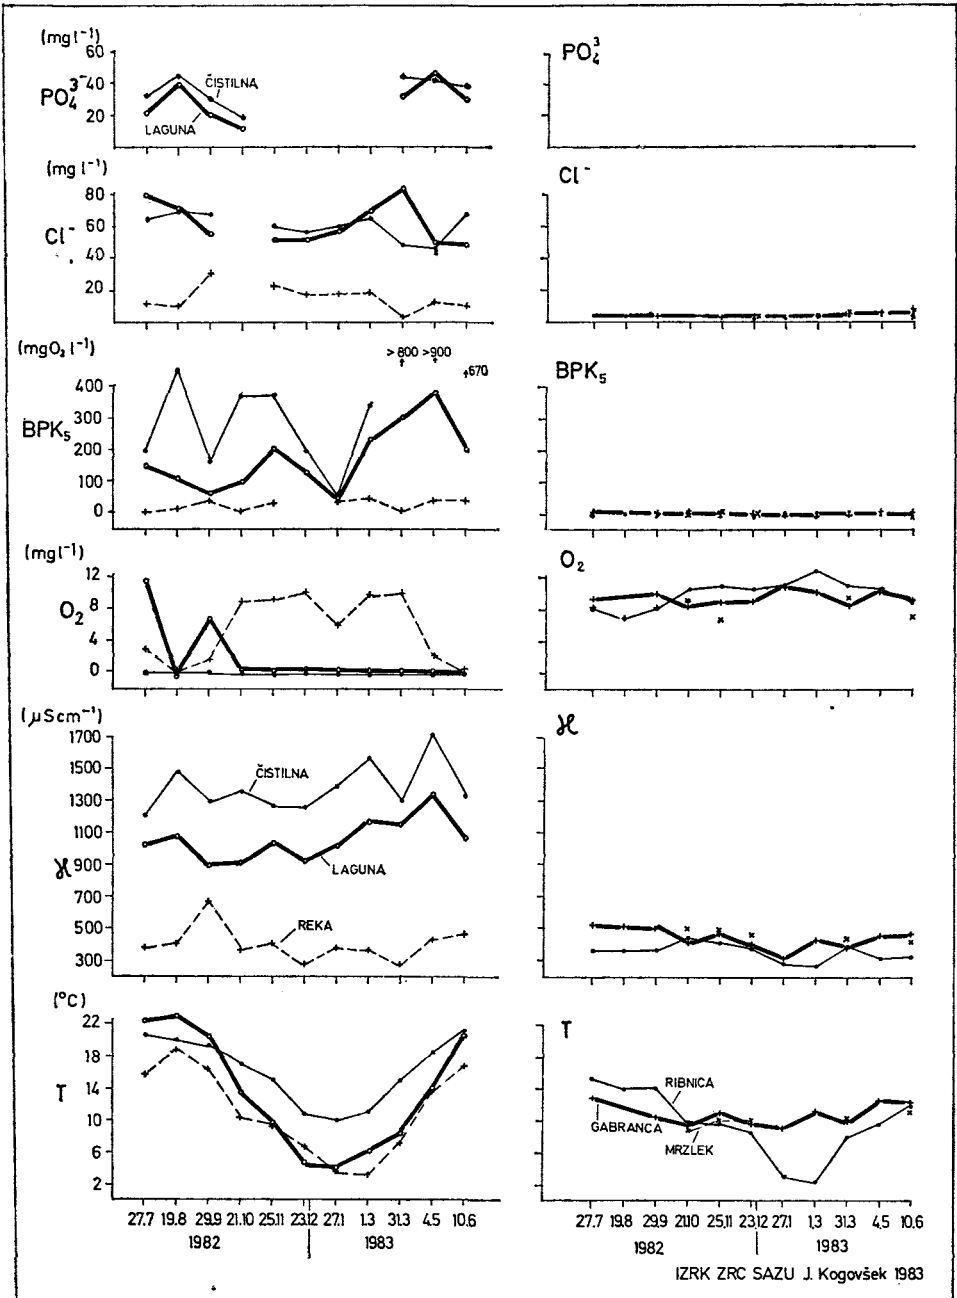 (mg l⁻¹)
60
40
20
PO₄³⁻
ČISTILNA
LAGUNA
PO₄³
(mg l⁻¹)
80
60
40
20
Cl⁻
Cl⁻
(mgO₂ l⁻¹)
400
300
200
100
0
BPK₅
>800 >900
670
BPK₅
(mg l⁻¹)
12
8
4
0
O₂
O₂
(μS cm⁻¹)
1700
1500
1300
1100
900
700
500
300
ϰ
ČISTILNA
LAGUNA
REKA
ϰ
(°C)
22
18
14
10
6
2
T
T
RIBNICA
GABRANCA
MRZLEK
27.7 19.8 29.9 21.10 25.11 23.12 27.1 1.3 31.3 4.5 10.6
1982 1983
27.7 19.8 29.9 21.10 25.11 23.12 27.1 1.3 31.3 4.5 10.6
1982 1983
IZRK ZRC SAZU J. Kogovšek 1983